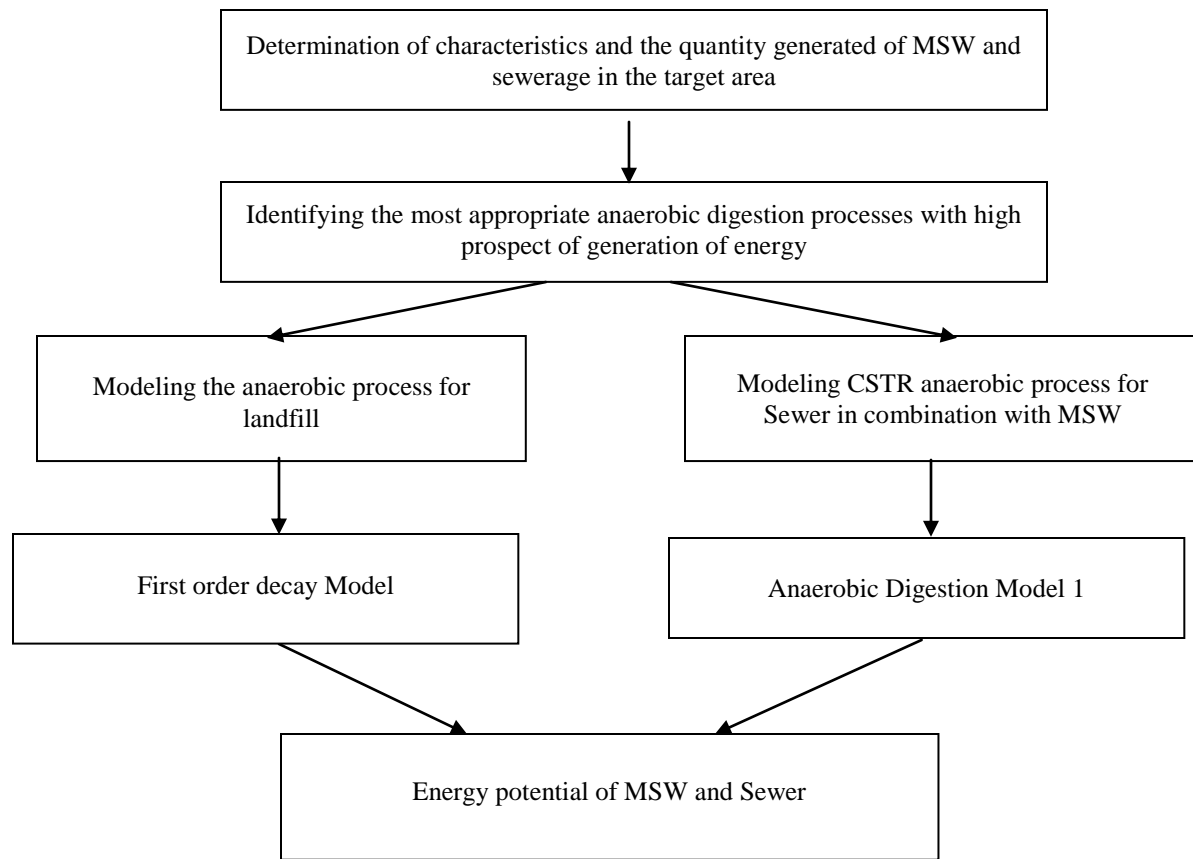 Determination of characteristics and the quantity generated of MSW and
sewerage in the target area
Identifying the most appropriate anaerobic digestion processes with high
prospect of generation of energy
Modeling the anaerobic process for
landfill
Modeling CSTR anaerobic process for
Sewer in combination with MSW
First order decay Model
Anaerobic Digestion Model 1
Energy potential of MSW and Sewer